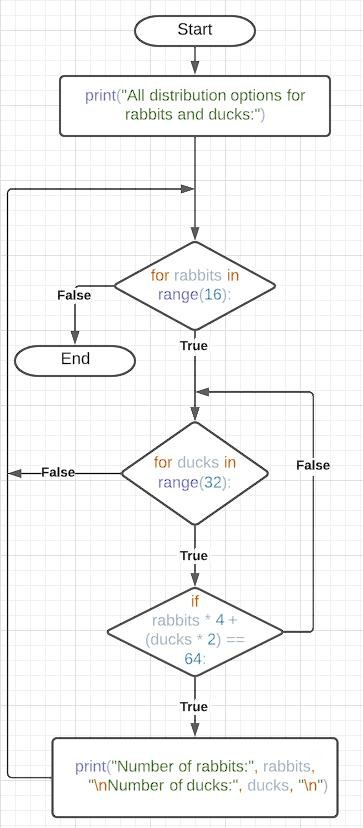 Start
print("All distribution options for
rabbits and ducks:")
for rabbits in
range(16):
False
End
True
for ducks in
range(32):
False
False
True
if
rabbits * 4 +
(ducks * 2) ==
64:
True
print("Number of rabbits:", rabbits,
"\nNumber of ducks:", ducks, "\n")